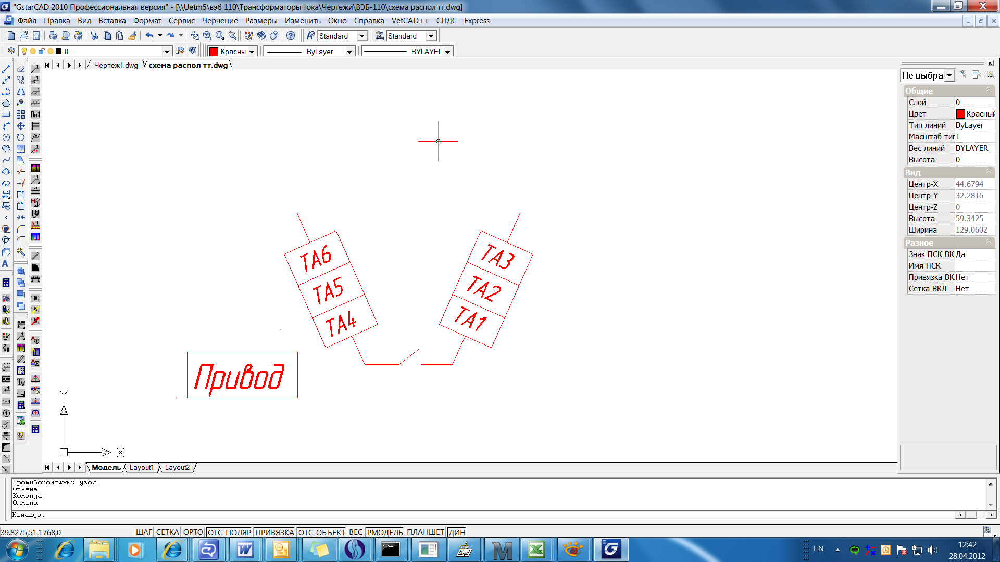 "GstarCAD 2010 Профессиональная версия" - [\\Uetm5\вэб 110\Трансформаторы тока\Чертежи\ВЭБ-110\схема распол тт.dwg]
Файл Правка Вид Вставка Формат Сервис Черчение Размеры Изменить Окно Справка VetCAD++ СПДС Express
Standard Standard
0 Красны ByLayer BYLAYER
Чертеж1.dwg схема распол тт.dwg
Не выбра
Общие
Слой 0
Цвет Красный
Тип линий ByLayer
Масштаб тип 1
Вес линий BYLAYER
Высота 0
Вид
Центр-X 44.6794
Центр-Y 32.2816
Центр-Z 0
Высота 59.3425
Ширина 129.0602
Разное
Знак ПСК ВК Да
Имя ПСК
Привязка ВК Нет
Сетка ВКЛ Нет
ТА6
ТА5
ТА4
ТА3
ТА2
ТА1
Привод
Y
X
Модель Layout1 Layout2
Противоположный угол:
Отмена
Команда:
Отмена
Команда:
39.8275,51.1768,0 ШАГ СЕТКА ОРТО ОТС-ПОЛЯР ПРИВЯЗКА ОТС-ОБЪЕКТ ВЕС РМОДЕЛЬ ПЛАНШЕТ ДИН
EN 12:42
28.04.2012